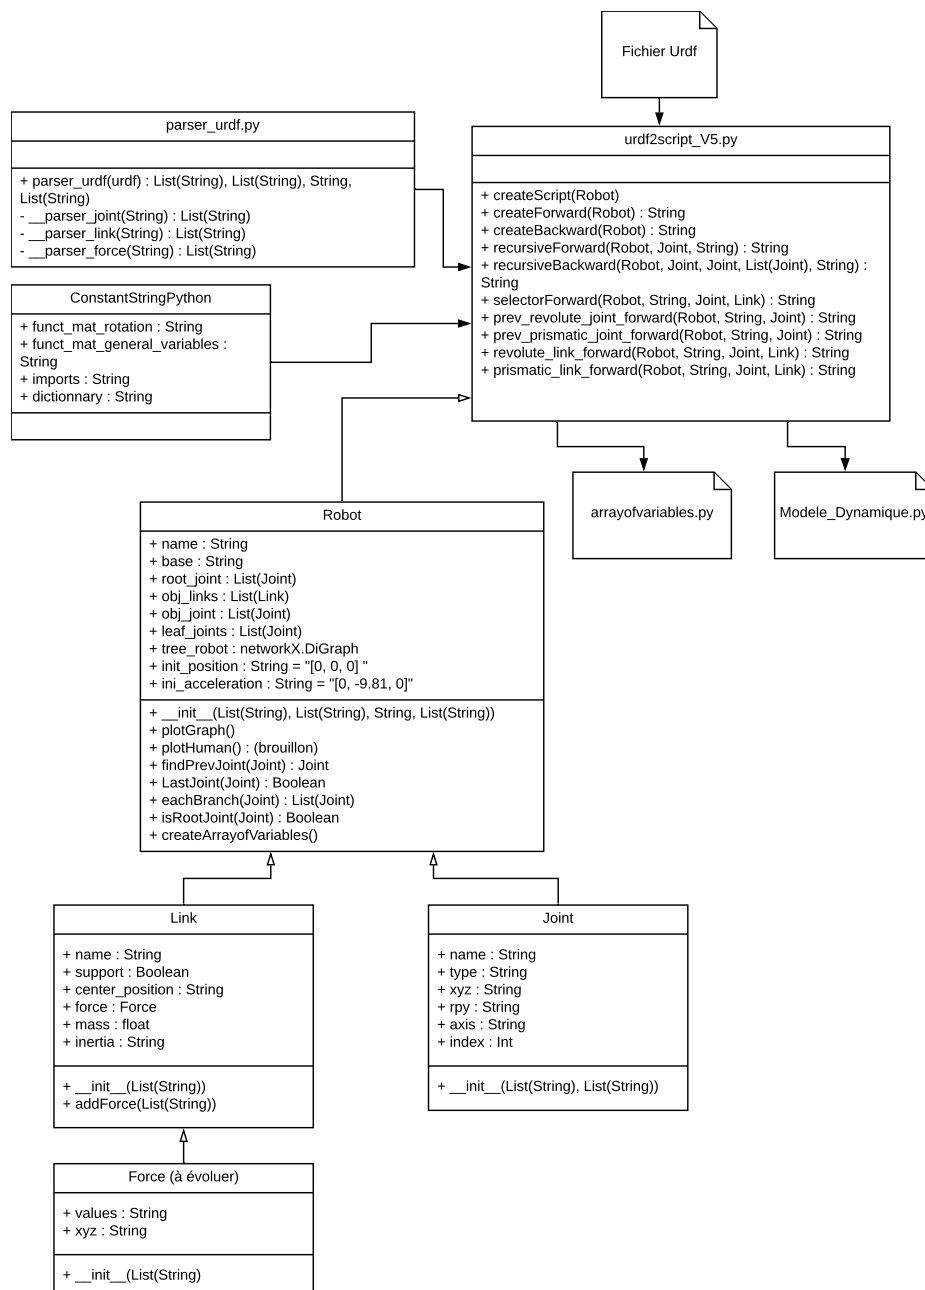 Fichier Urdf
parser_urdf.py
+ parser_urdf(urdf) : List(String), List(String), String,
List(String)
- __parser_joint(String) : List(String)
- __parser_link(String) : List(String)
- __parser_force(String) : List(String)
urdf2script_V5.py
+ createScript(Robot)
+ createForward(Robot) : String
+ createBackward(Robot) : String
+ recursiveForward(Robot, Joint, String) : String
+ recursiveBackward(Robot, Joint, Joint, List(Joint), String) :
String
+ selectorForward(Robot, String, Joint, Link) : String
+ prev_revolute_joint_forward(Robot, String, Joint) : String
+ prev_prismatic_joint_forward(Robot, String, Joint) : String
+ revolute_link_forward(Robot, String, Joint, Link) : String
+ prismatic_link_forward(Robot, String, Joint, Link) : String
ConstantStringPython
+ funct_mat_rotation : String
+ funct_mat_general_variables :
String
+ imports : String
+ dictionnary : String
arrayofvariables.py
Modele_Dynamique.py
Robot
+ name : String
+ base : String
+ root_joint : List(Joint)
+ obj_links : List(Link)
+ obj_joint : List(Joint)
+ leaf_joints : List(Joint)
+ tree_robot : networkX.DiGraph
+ init_position : String = "[0, 0, 0] "
+ ini_acceleration : String = "[0, -9.81, 0]"
+ __init__(List(String), List(String), String, List(String))
+ plotGraph()
+ plotHuman() : (brouillon)
+ findPrevJoint(Joint) : Joint
+ LastJoint(Joint) : Boolean
+ eachBranch(Joint) : List(Joint)
+ isRootJoint(Joint) : Boolean
+ createArrayofVariables()
Link
+ name : String
+ support : Boolean
+ center_position : String
+ force : Force
+ mass : float
+ inertia : String
+ __init__(List(String))
+ addForce(List(String))
Joint
+ name : String
+ type : String
+ xyz : String
+ rpy : String
+ axis : String
+ index : Int
+ __init__(List(String), List(String))
Force (à évoluer)
+ values : String
+ xyz : String
+ __init__(List(String)